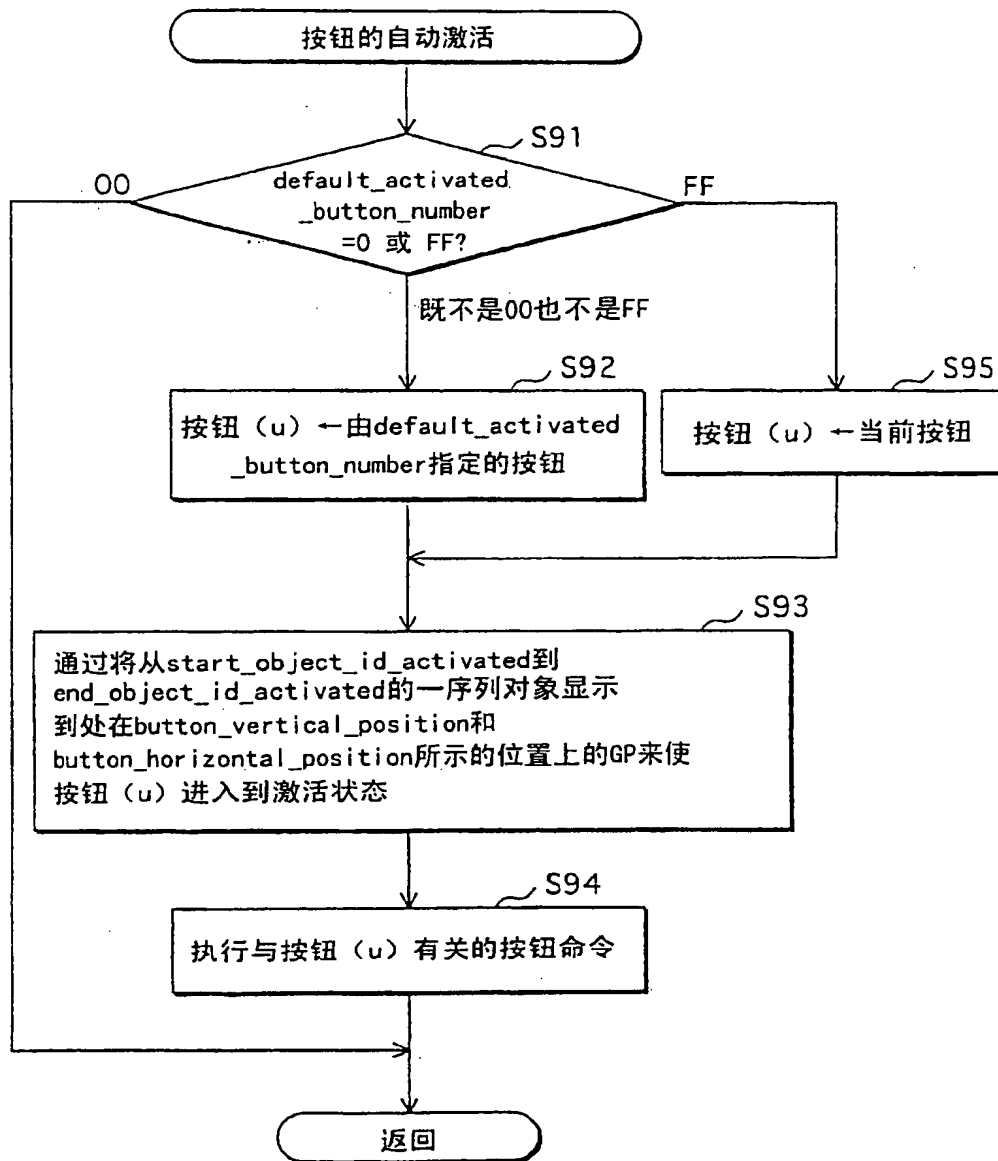 按钮的自动激活
S91
00
default_activated
_button_number
=0 或 FF?
FF
既不是00也不是FF
S92
按钮（u）←由default_activated
_button_number指定的按钮
S95
按钮（u）←当前按钮
S93
通过将从start_object_id_activated到
end_object_id_activated的一序列对象显示
到处在button_vertical_position和
button_horizontal_position所示的位置上的GP来使
按钮（u）进入到激活状态
S94
执行与按钮（u）有关的按钮命令
返回